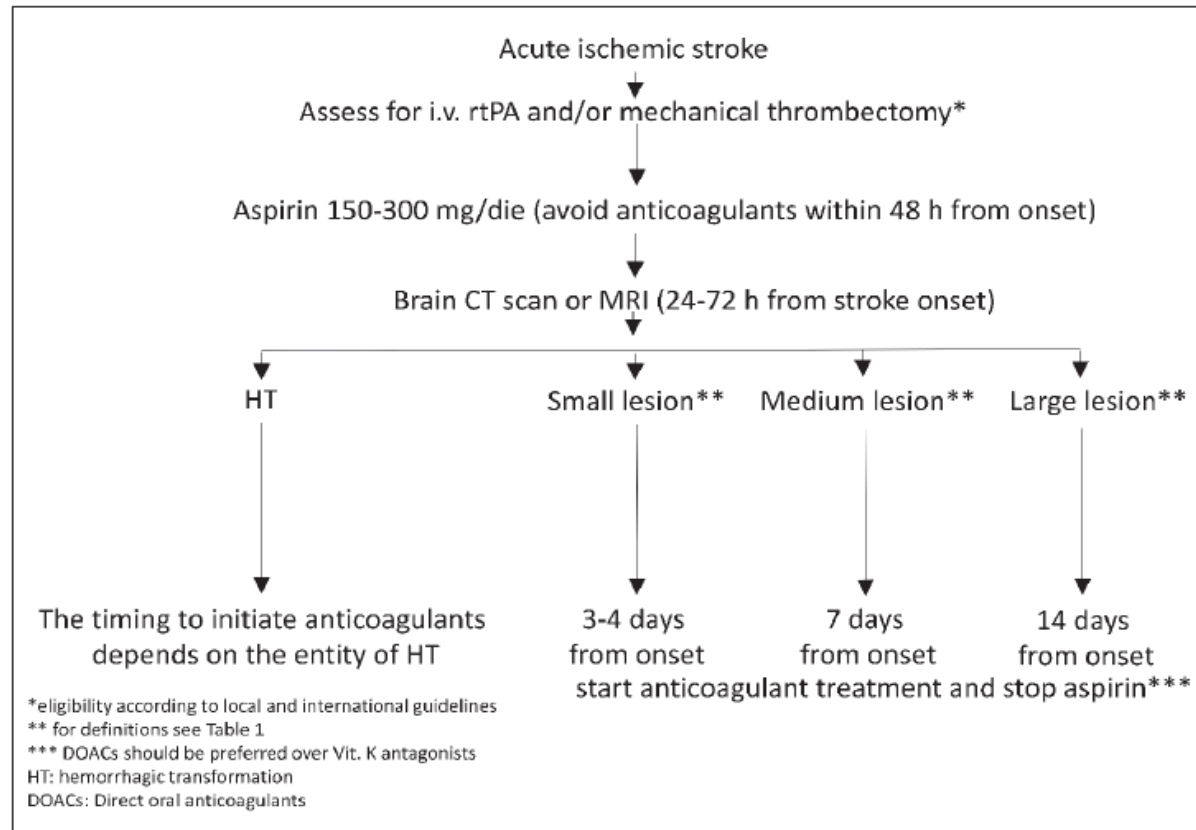 Acute ischemic stroke
Assess for i.v. rtPA and/or mechanical thrombectomy*
Aspirin 150-300 mg/die (avoid anticoagulants within 48 h from onset)
Brain CT scan or MRI (24-72 h from stroke onset)
HT
Small lesion**
Medium lesion**
Large lesion**
The timing to initiate anticoagulants
depends on the entity of HT
3-4 days
from onset
7 days
from onset
14 days
from onset
start anticoagulant treatment and stop aspirin***
*eligibility according to local and international guidelines
** for definitions see Table 1
*** DOACs should be preferred over Vit. K antagonists
HT: hemorrhagic transformation
DOACs: Direct oral anticoagulants